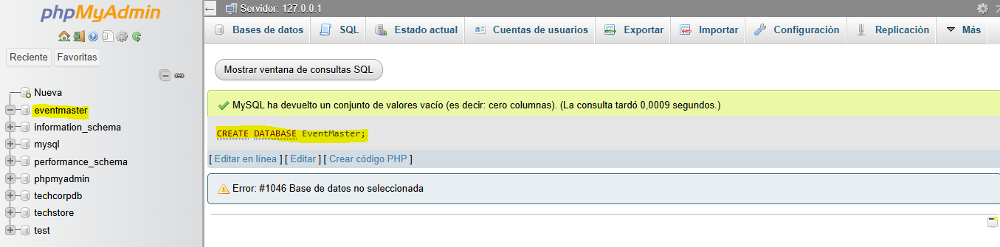 phpMyAdmin
Reciente Favoritas
Nueva
eventmaster
information_schema
mysql
performance_schema
phpmyadmin
techcorpdb
techstore
test
Servidor: 127.0.0.1
Bases de datos SQL Estado actual Cuentas de usuarios Exportar Importar Configuración Replicación Más
Mostrar ventana de consultas SQL
MySQL ha devuelto un conjunto de valores vacío (es decir: cero columnas). (La consulta tardó 0,0009 segundos.)
CREATE DATABASE EventMaster;
[ Editar en línea ] [ Editar ] [ Crear código PHP ]
Error: #1046 Base de datos no seleccionada